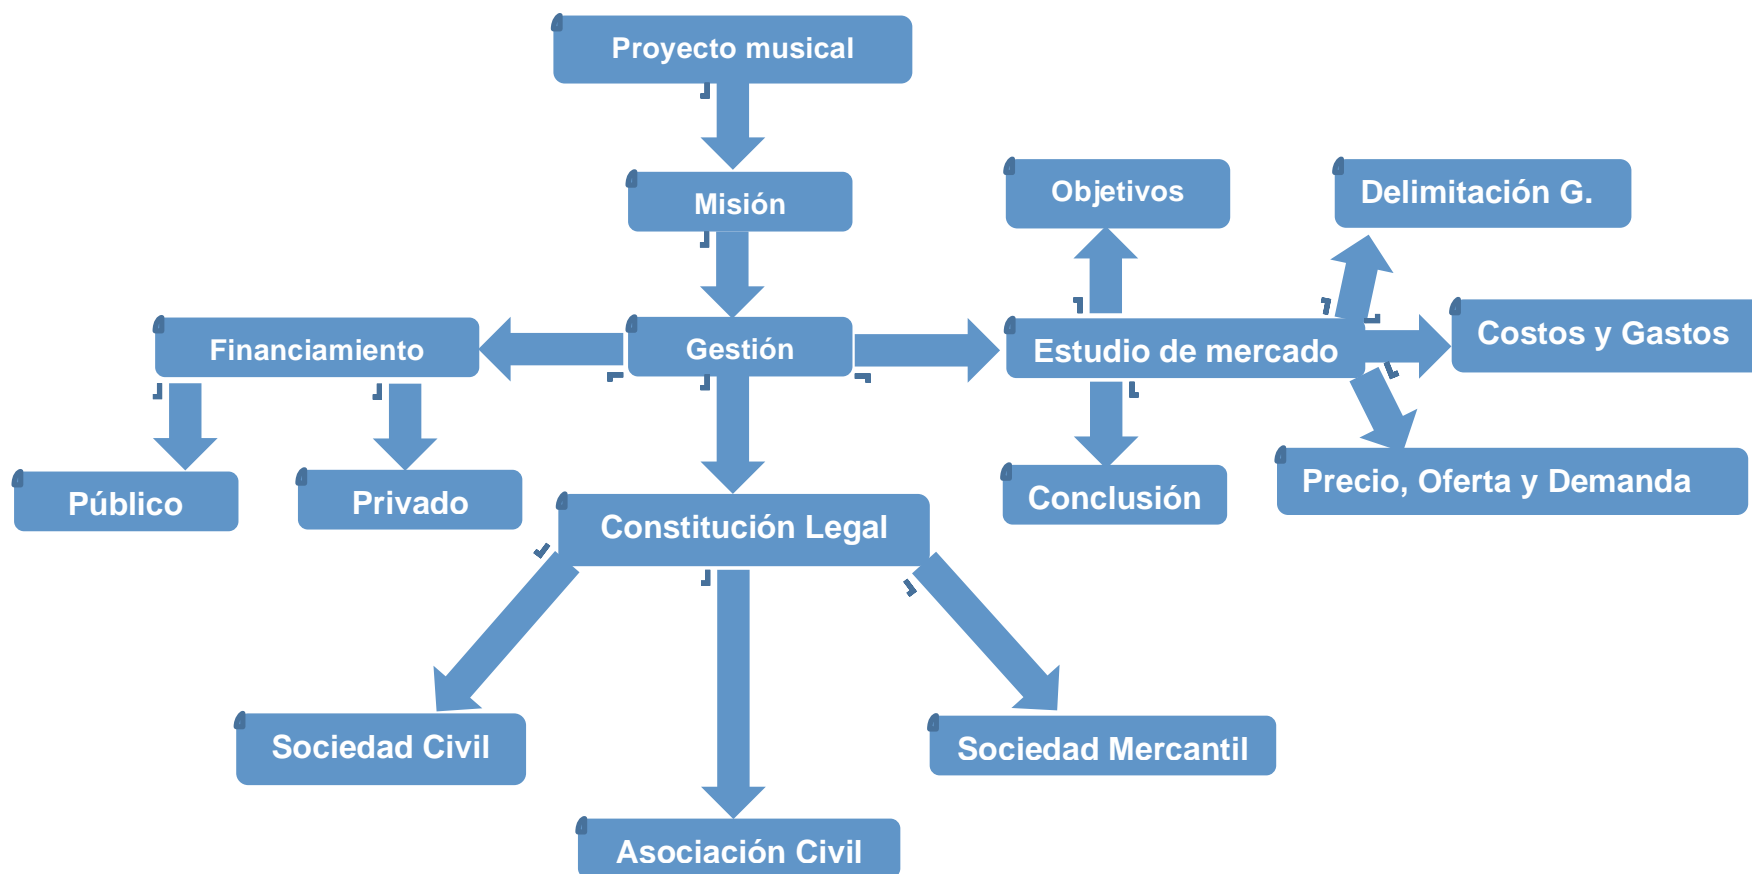 Proyecto musical
Misión
Objetivos
Delimitación G.
Financiamiento
Gestión
Estudio de mercado
Costos y Gastos
Público
Privado
Conclusión
Precio, Oferta y Demanda
Constitución Legal
Sociedad Civil
Sociedad Mercantil
Asociación Civil